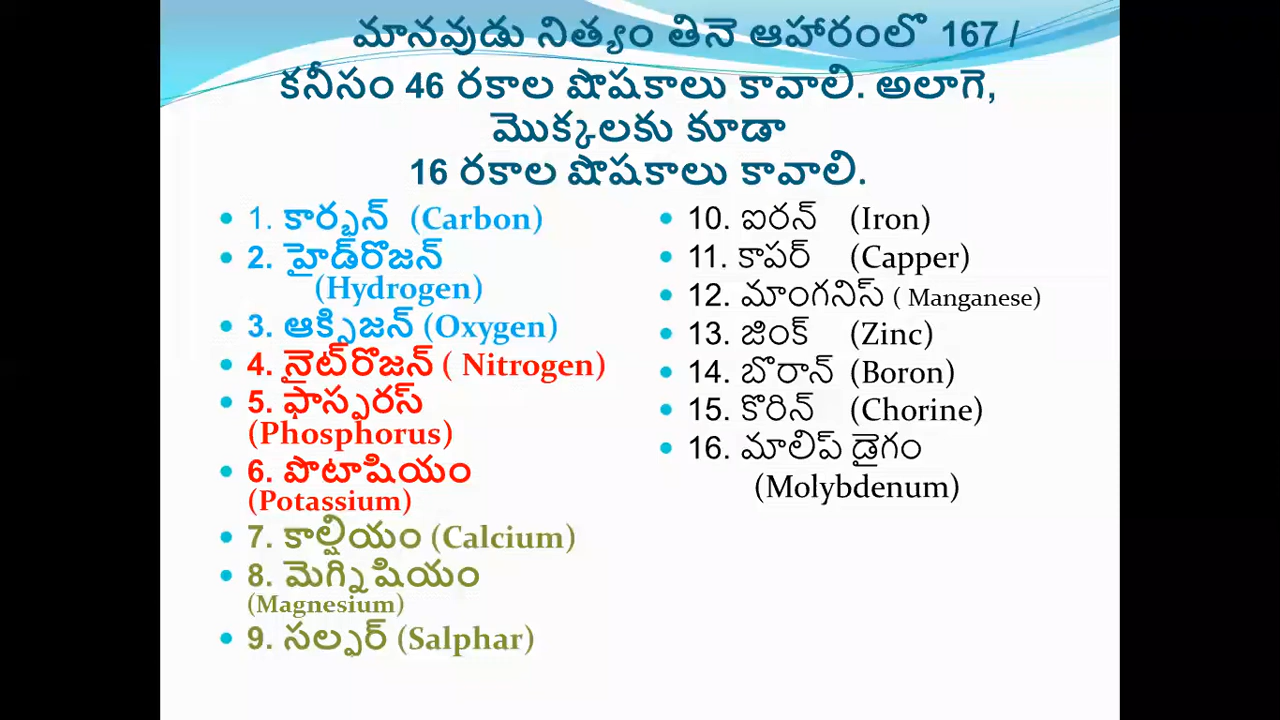 మానవుడు నిత్యం తినె ఆహారంలొ 167 /
కనీసం 46 రకాల షొషకాలు కావాలి. అలాగె,
మొక్కలకు కూడా
16 రకాల షొషకాలు కావాలి.
• 1. కార్బన్ (Carbon)
• 2. హైడ్‌రొజన్
(Hydrogen)
• 3. ఆక్సిజన్ (Oxygen)
• 4. నైట్‌రొజన్ ( Nitrogen)
• 5. ఫాస్ఫరస్
(Phosphorus)
• 6. పొటాషియం
(Potassium)
• 7. కాల్షియం (Calcium)
• 8. మెగ్నిషియం
(Magnesium)
• 9. సల్ఫర్ (Salphar)
• 10. ఐరన్ (Iron)
• 11. కాపర్ (Capper)
• 12. మాంగనిస్ ( Manganese)
• 13. జింక్ (Zinc)
• 14. బొరాన్ (Boron)
• 15. కొరిన్ (Chorine)
• 16. మాలిప్ డైగం
(Molybdenum)